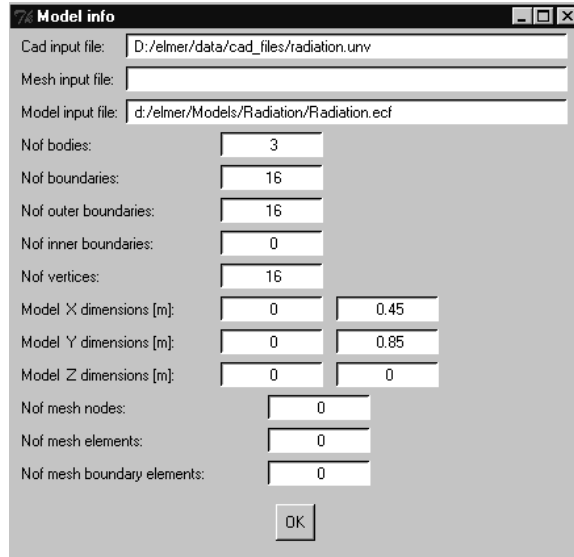 Model info
Cad input file: D:/elmer/data/cad_files/radiation.unv
Mesh input file:
Model input file: d:/elmer/Models/Radiation/Radiation.ecf
Nof bodies: 3
Nof boundaries: 16
Nof outer boundaries: 16
Nof inner boundaries: 0
Nof vertices: 16
Model X dimensions [m]: 0 0.45
Model Y dimensions [m]: 0 0.85
Model Z dimensions [m]: 0 0
Nof mesh nodes: 0
Nof mesh elements: 0
Nof mesh boundary elements: 0
OK